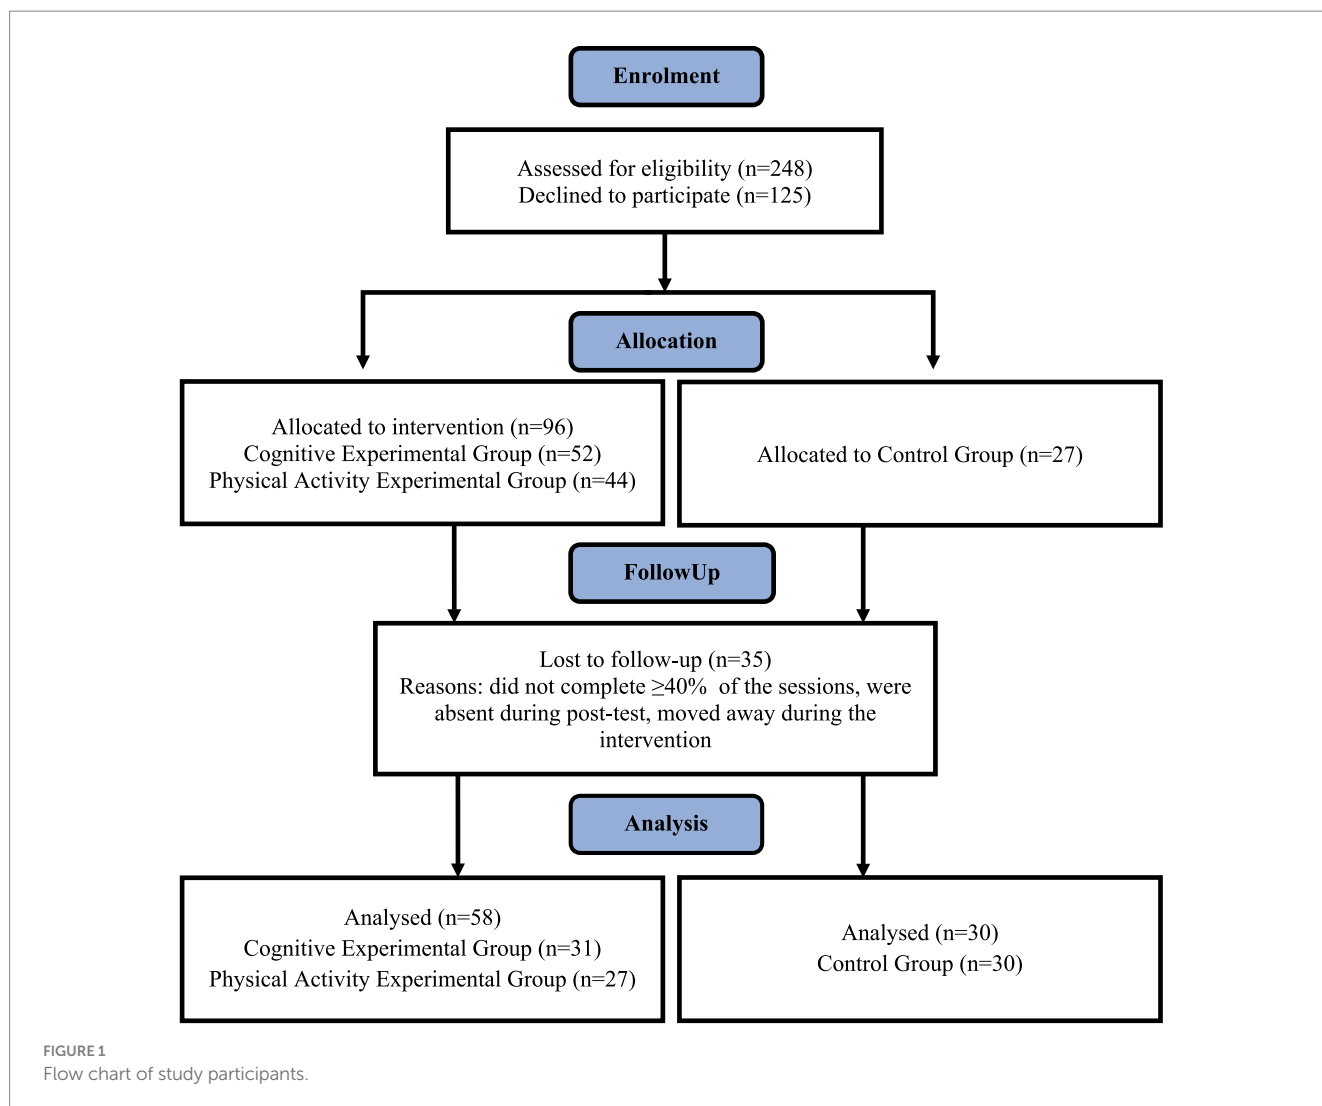 Enrolment
Assessed for eligibility (n=248)
Declined to participate (n=125)
Allocation
Allocated to intervention (n=96)
Cognitive Experimental Group (n=52)
Physical Activity Experimental Group (n=44)
Allocated to Control Group (n=27)
FollowUp
Lost to follow-up (n=35)
Reasons: did not complete ≥40% of the sessions, were
absent during post-test, moved away during the
intervention
Analysis
Analysed (n=58)
Cognitive Experimental Group (n=31)
Physical Activity Experimental Group (n=27)
Analysed (n=30)
Control Group (n=30)
FIGURE 1
Flow chart of study participants.